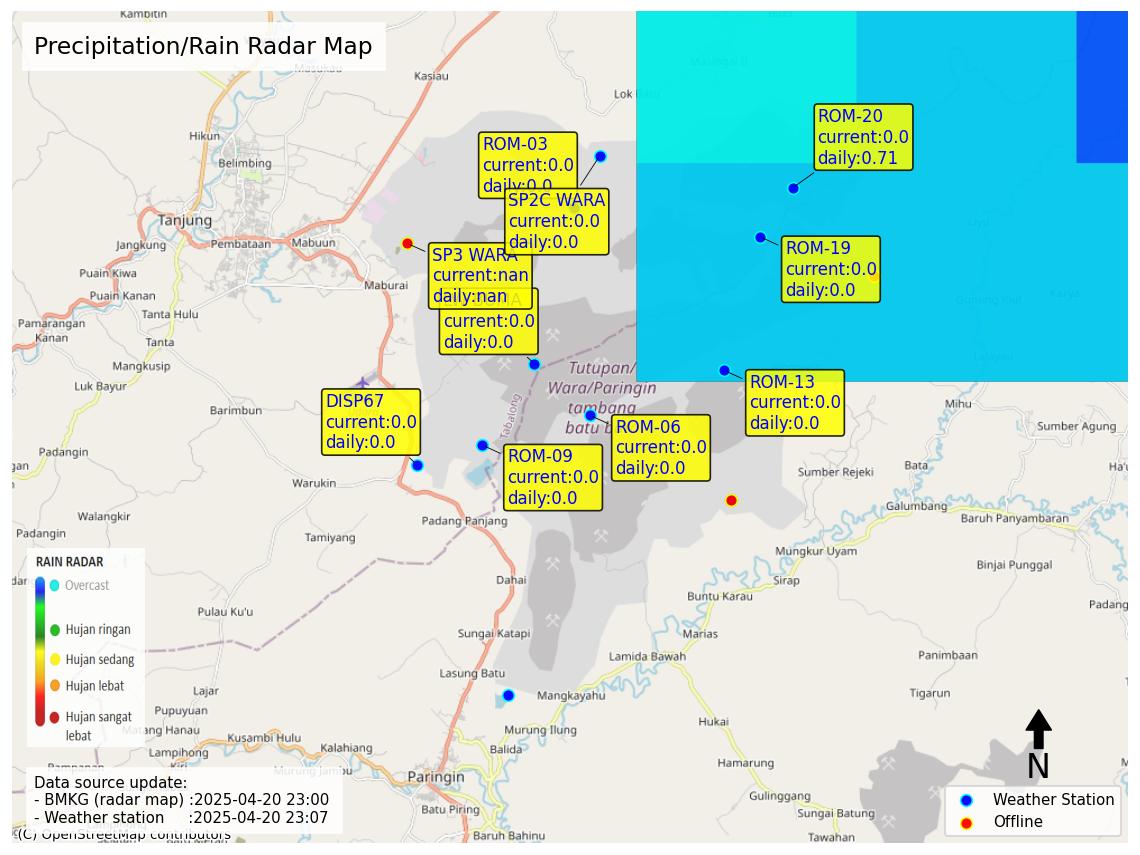 Precipitation/Rain Radar Map
Kambitin
Masukau
Kasiau
Hikun
Belimbing
Tanjung
Jangkung
Pembataan
Mabuun
Puain Kiwa
Maburai
Puain Kanan
Tanta Hulu
Pamarangan
Kanan
Tanta
Mangkusip
Luk Bayur
Barimbun
Padangin
Warukin
Walangkir
Padangin
Tamiyang
Padang Panjang
Tabalong
Dahai
Pulau Ku'u
Sungai Katapi
Lasung Batu
Lajar
Pupuyuan
Matang Hanau
Lampihong
Kusambi Hulu
Kalahiang
Murung Jambu
Mangkayahu
Murung Ilung
Balida
Paringin
Batu Piring
Baruh Bahinu
ROM-03
current:0.0
daily:0.0
SP2C WARA
current:0.0
daily:0.0
SP3 WARA
current:nan
daily:nan
current:0.0
daily:0.0
DISP67
current:0.0
daily:0.0
ROM-09
current:0.0
daily:0.0
Tutupan/
Wara/Paringin
tambang
batu
ROM-06
current:0.0
daily:0.0
ROM-13
current:0.0
daily:0.0
ROM-20
current:0.0
daily:0.71
ROM-19
current:0.0
daily:0.0
Mihu
Sumber Agung
Sumber Rejeki
Bata
Galumbang
Baruh Panyambaran
Mungkur Uyam
Binjai Punggal
Sirap
Buntu Karau
Padang
Marias
Lamida Bawah
Panimbaan
Tigarun
Hukai
Hamarung
Gulinggang
Sungai Batung
Tawahan
RAIN RADAR
Overcast
Hujan ringan
Hujan sedang
Hujan lebat
Hujan sangat
lebat
Data source update:
- BMKG (radar map) :2025-04-20 23:00
- Weather station :2025-04-20 23:07
(C) OpenStreetMap contributors
N
Weather Station
Offline